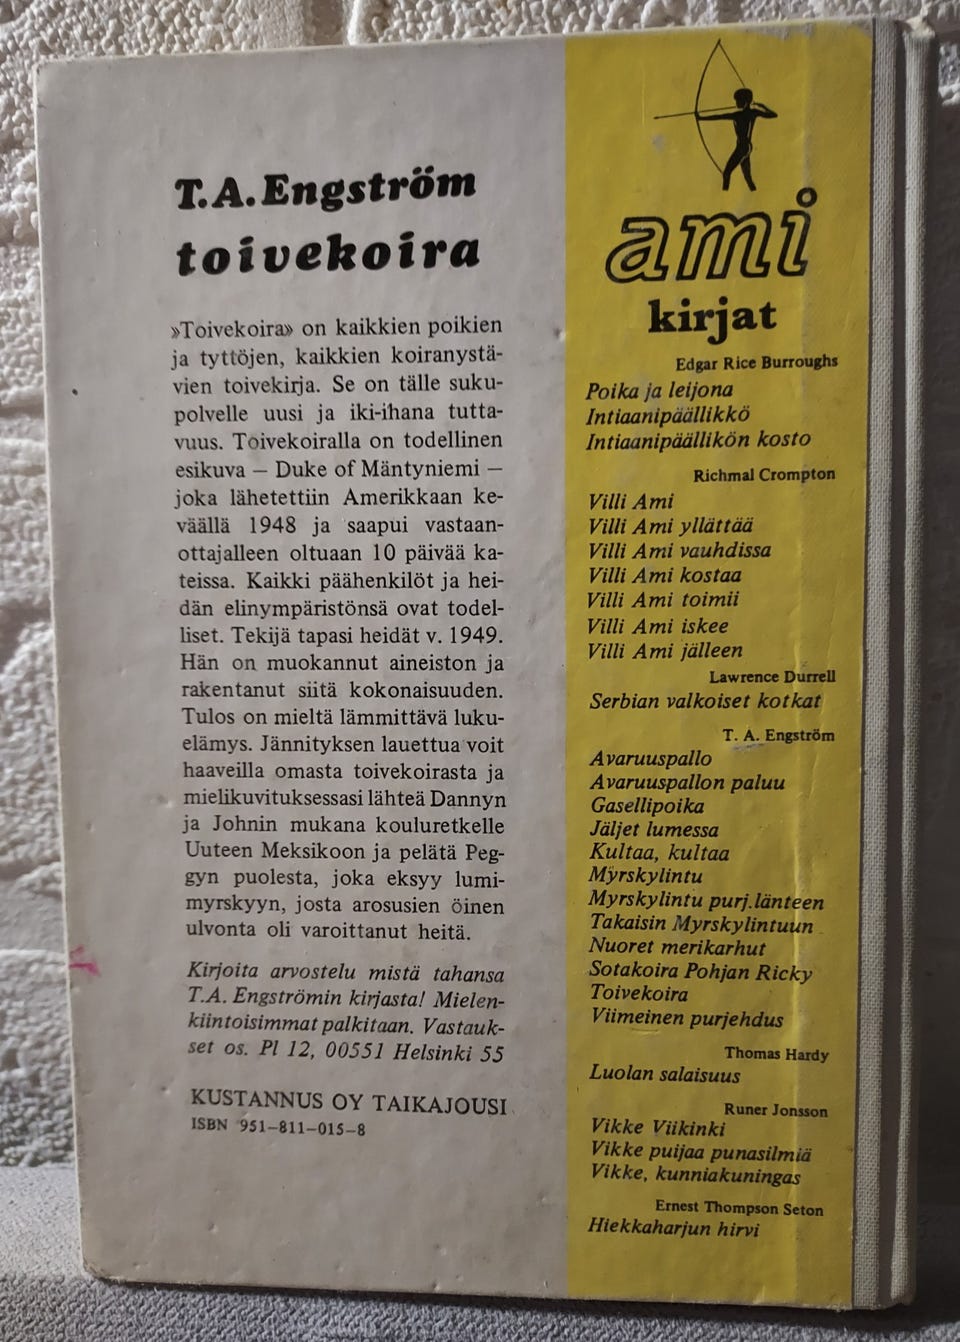 T.A. Engström
toivekoira
»Toivekoira» on kaikkien poikien
ja tyttöjen, kaikkien koiranystä-
vien toivekirja. Se on tälle suku-
polvelle uusi ja iki-ihana tutta-
vuus. Toivekoiralla on todellinen
esikuva — Duke of Mäntyniemi —
joka lähetettiin Amerikkaan ke-
väällä 1948 ja saapui vastaan-
ottajalleen oltuaan 10 päivää ka-
teissa. Kaikki päähenkilöt ja hei-
dän elinympäristönsä ovat todel-
liset. Tekijä tapasi heidät v. 1949.
Hän on muokannut aineiston ja
rakentanut siitä kokonaisuuden.
Tulos on mieltä lämmittävä luku-
elämys. Jännityksen lauettua voit
haaveilla omasta toivekoirasta ja
mielikuvituksessasi lähteä Dannyn
ja Johnin mukana kouluretkelle
Uuteen Meksikoon ja pelätä Peg-
gyn puolesta, joka eksyy lumi-
myrskyyn, josta arosusien öinen
ulvonta oli varoittanut heitä.
Kirjoita arvostelu mistä tahansa
T.A. Engströmin kirjasta! Mielen-
kiintoisimmat palkitaan. Vastauk-
set os. Pl 12, 00551 Helsinki 55
KUSTANNUS OY TAIKAJOUSI
ISBN 951-811-015-8
ami
kirjat
Edgar Rice Burroughs
Poika ja leijona
Intiaanipäällikkö
Intiaanipäällikön kosto
Richmal Crompton
Villi Ami
Villi Ami yllättää
Villi Ami vauhdissa
Villi Ami kostaa
Villi Ami toimii
Villi Ami iskee
Villi Ami jälleen
Lawrence Durrell
Serbian valkoiset kotkat
T. A. Engström
Avaruuspallo
Avaruuspallon paluu
Gasellipoika
Jäljet lumessa
Kultaa, kultaa
Myrskylintu
Myrskylintu purj.länteen
Takaisin Myrskylintuun
Nuoret merikarhut
Sotakoira Pohjan Ricky
Toivekoira
Viimeinen purjehdus
Thomas Hardy
Luolan salaisuus
Runer Jonsson
Vikke Viikinki
Vikke puijaa punasilmiä
Vikke, kunniakuningas
Ernest Thompson Seton
Hiekkaharjun hirvi